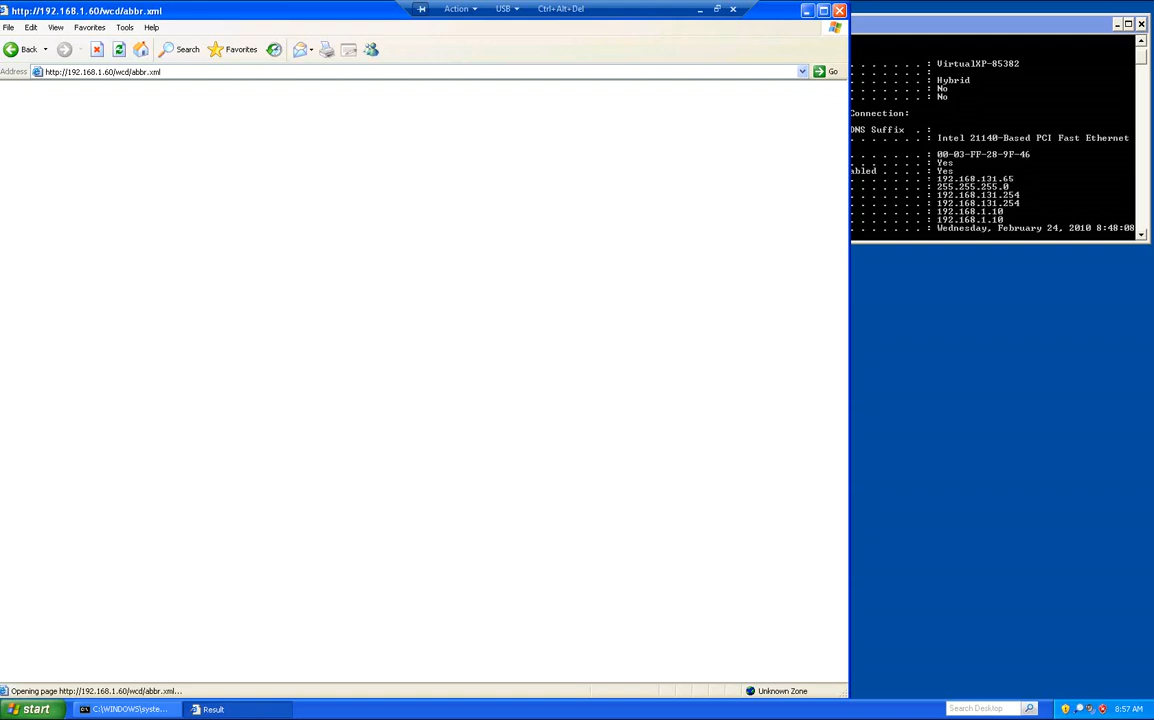 http://192.168.1.60/wcd/abbr.xml
Action USB Ctrl+Alt+Del
File Edit View Favorites Tools Help
Back Search Favorites
Address http://192.168.1.60/wcd/abbr.xml Go
. . . . . . . : VirtualXP-85382
. . . . . . . :
. . . . . . . : Hybrid
. . . . . . . : No
. . . . . . . : No
Connection:
DNS Suffix . :
. . . . . . . : Intel 21140-Based PCI Fast Ethernet
. . . . . . . : 00-03-FF-28-9F-46
. . . . . . . : Yes
abled . . . . : Yes
. . . . . . . : 192.168.131.65
. . . . . . . : 255.255.255.0
. . . . . . . : 192.168.131.254
. . . . . . . : 192.168.131.254
. . . . . . . : 192.168.1.10
. . . . . . . : 192.168.1.10
. . . . . . . : Wednesday, February 24, 2010 8:48:08
Opening page http://192.168.1.60/wcd/abbr.xml... Unknown Zone
start C:\WINDOWS\syste... Result Search Desktop 8:57 AM